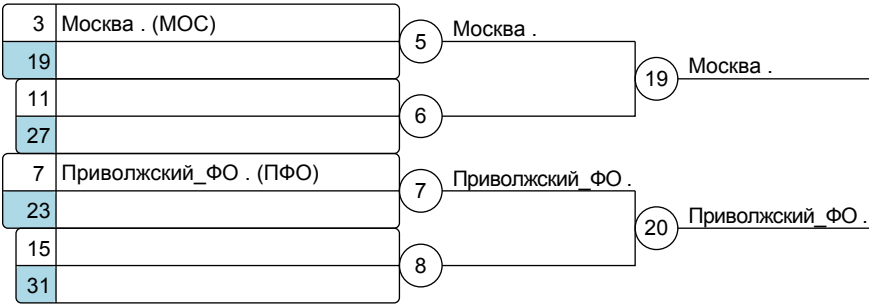 3 Москва . (МОС)
5 Москва .
19
19 Москва .
11
6
27
7 Приволжский_ФО . (ПФО)
7 Приволжский_ФО .
23
20 Приволжский_ФО .
15
8
31